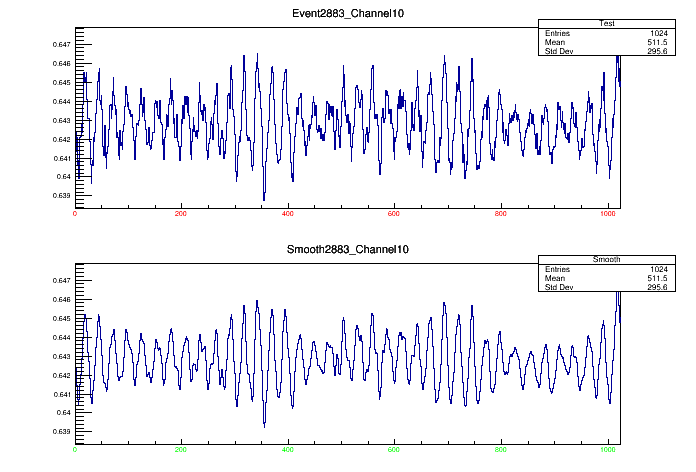 Event2883_Channel10
Test
Entries 1024
Mean 511.5
Std Dev 295.6
0.647
0.646
0.645
0.644
0.643
0.642
0.641
0.64
0.639
0 200 400 600 800 1000
Smooth2883_Channel10
Smooth
Entries 1024
Mean 511.5
Std Dev 295.6
0.647
0.646
0.645
0.644
0.643
0.642
0.641
0.64
0.639
0 200 400 600 800 1000